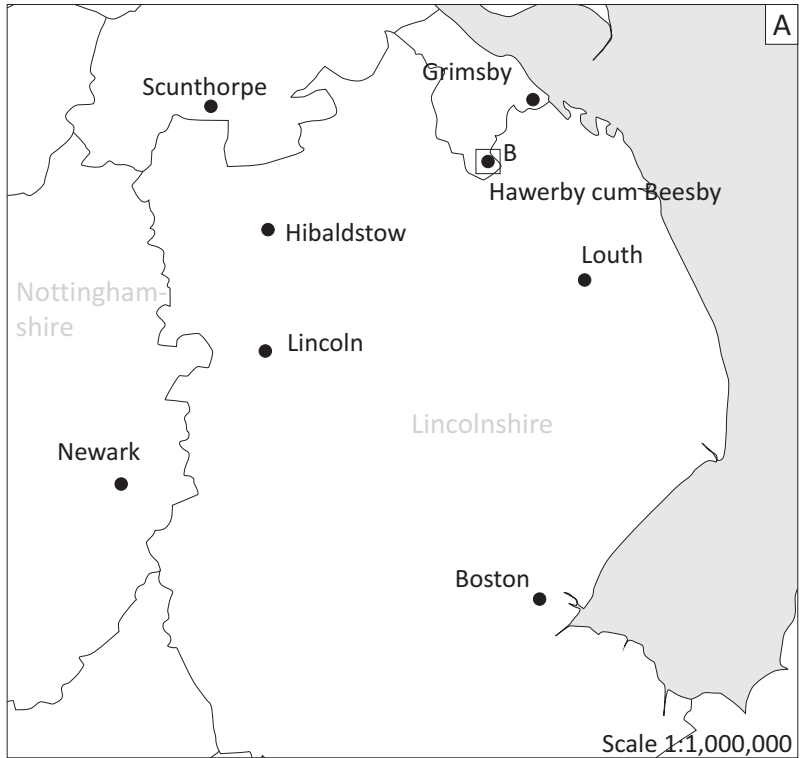 A
Grimsby
Scunthorpe
B
Hawerby cum Beesby
Hibaldstow
Louth
Nottingham-
shire
Lincoln
Lincolnshire
Newark
Boston
Scale 1:1,000,000